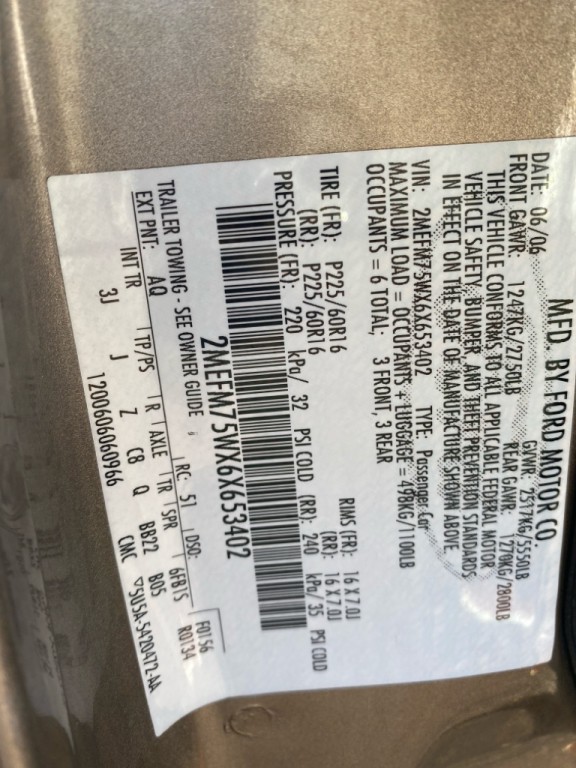 MFD. BY FORD MOTOR CO.
DATE: 06/06 GVWR: 2517KG/5550LB
FRONT GAWR: 1247KG/2750LB REAR GAWR: 1270KG/2800LB
THIS VEHICLE CONFORMS TO ALL APPLICABLE FEDERAL MOTOR
VEHICLE SAFETY, BUMPER, AND THEFT PREVENTION STANDARDS
IN EFFECT ON THE DATE OF MANUFACTURE SHOWN ABOVE.
VIN: 2MEFM75WX6X653402 TYPE: Passenger Car
MAXIMUM LOAD = OCCUPANTS + LUGGAGE = 498KG/1100LB
OCCUPANTS = 6 TOTAL; 3 FRONT, 3 REAR
TIRE (FR): P225/60R16 RIMS (FR): 16 X 7.0J
(RR): P225/60R16 (RR): 16 X 7.0J
PRESSURE (FR): 220 kPa/ 32 PSI COLD (RR): 240 kPa/ 35 PSI COLD
2MEFM75WX6X653402
TRAILER TOWING - SEE OWNER GUIDE F0156
EXT PNT: AQ RC: 51 DSO: R0134
INT TR TP/PS R AXLE TR SPR 6FB1S
3J J Z C8 Q BB22 B05
1200606060966 CMC ▽5U5A-5420472-AA